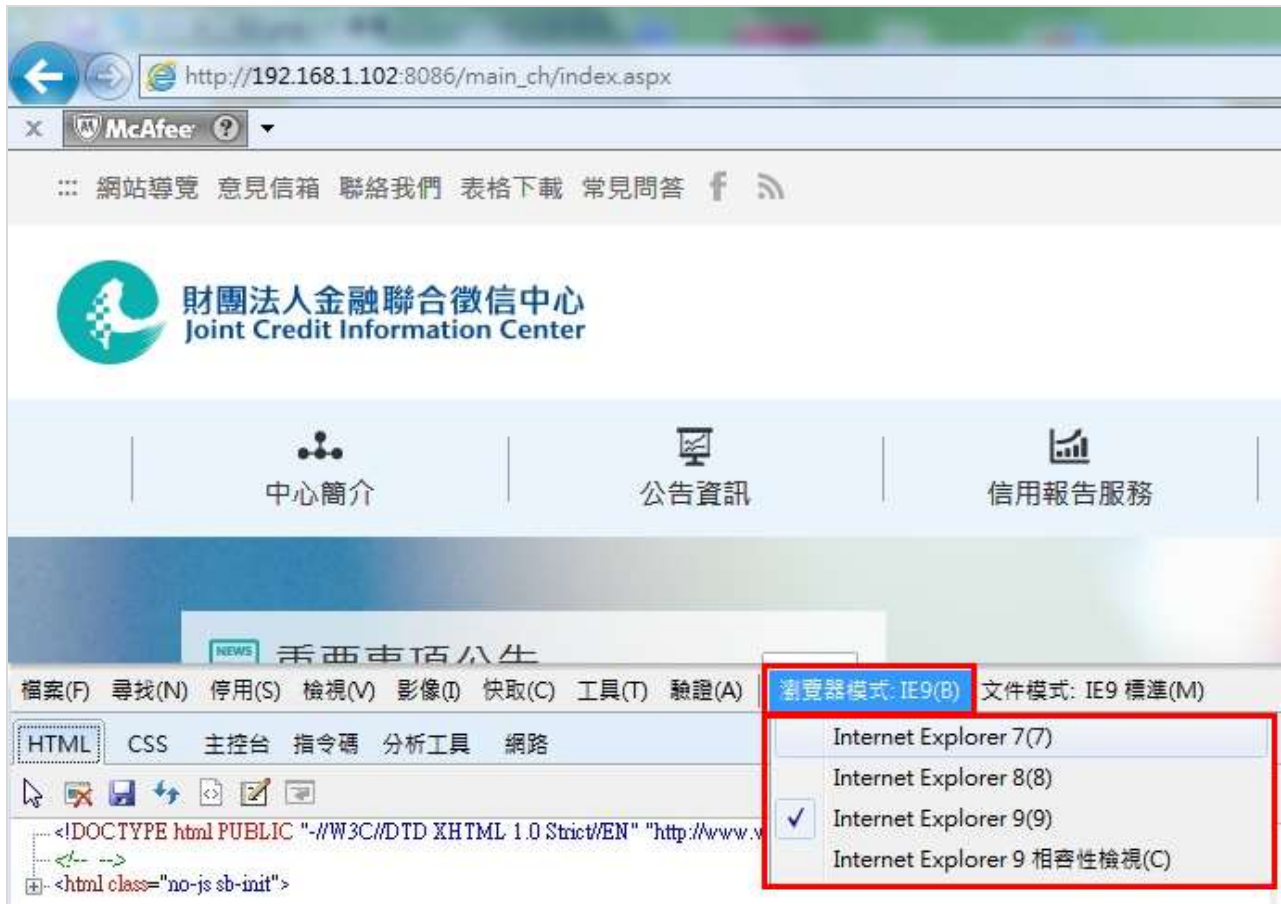 http://192.168.1.102:8086/main_ch/index.aspx
x McAfee ?
::: 網站導覽 意見信箱 聯絡我們 表格下載 常見問答 f
財團法人金融聯合徵信中心
Joint Credit Information Center
中心簡介 公告資訊 信用報告服務
NEWS 重要事項公告
檔案(F) 尋找(N) 停用(S) 檢視(V) 影像(I) 快取(C) 工具(T) 驗證(A) 瀏覽器模式: IE9(B) 文件模式: IE9 標準(M)
HTML CSS 主控台 指令碼 分析工具 網路
Internet Explorer 7(7)
Internet Explorer 8(8)
✓ Internet Explorer 9(9)
Internet Explorer 9 相容性檢視(C)
<!DOCTYPE html PUBLIC "-//W3C//DTD XHTML 1.0 Strict//EN" "http://www.
<!-- -->
<html class="no-js sb-init">